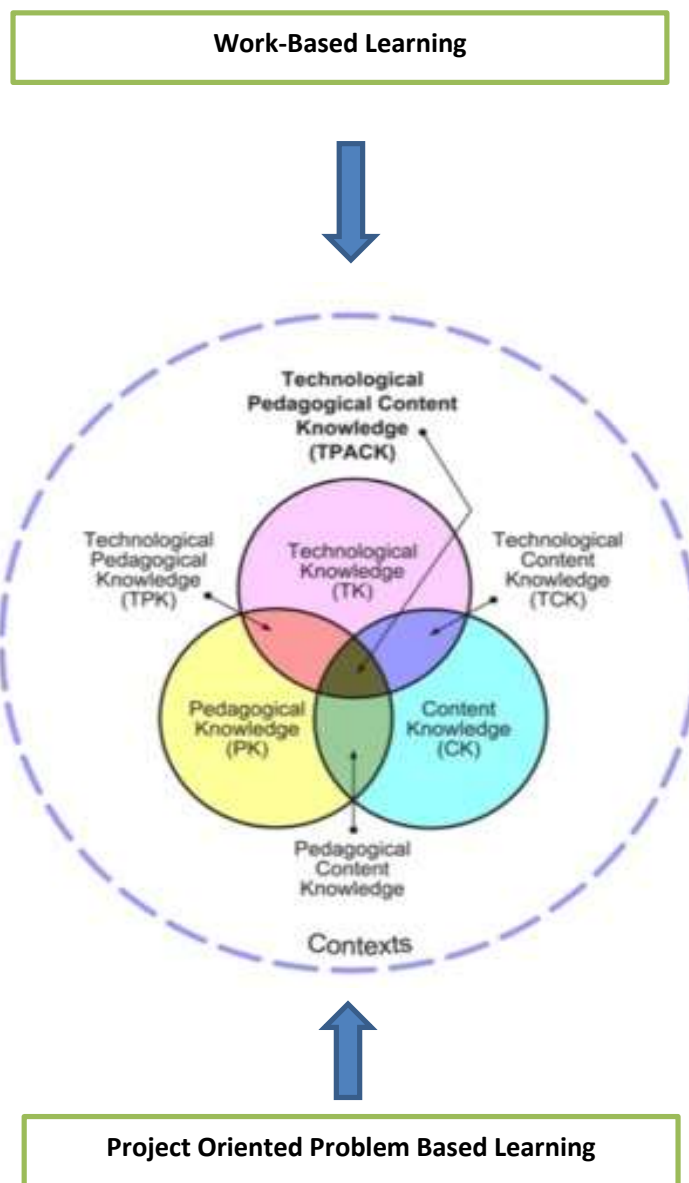 Work-Based Learning
Technological
Pedagogical Content
Knowledge
(TPACK)
Technological
Pedagogical
Knowledge
(TPK)
Technological
Knowledge
(TK)
Technological
Content
Knowledge
(TCK)
Pedagogical
Knowledge
(PK)
Content
Knowledge
(CK)
Pedagogical
Content
Knowledge
Contexts
Project Oriented Problem Based Learning